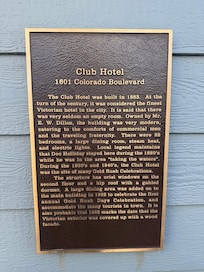 Club Hotel
1601 Colorado Boulevard
The Club Hotel was built in 1883. At the
turn of the century, it was considered the finest
Victorian hotel in the city. It is said that there
was very seldom an empty room. Owned by Mr.
E. W. Dillon, the building was very modern,
catering to the comforts of commercial men
and the traveling fraternity. There were 22
bedrooms, a large dining room, steam heat,
and electric lights. Local legend maintains
that Doc Holliday stayed here during the 1880's
while he was in the area "taking the waters".
During the 1930's and 1940's, the Club Hotel
was the site of many Gold Rush Celebrations.
The structure has oriel windows on the
second floor and a hip roof with a gabled
dormer. A large dining area was added on to
the main building in 1932 to celebrate the first
annual Gold Rush Days Celebration, and
accommodate the many tourists in town. It is
also probable that 1932 marks the date that the
Victorian exterior was covered up with a wood
facade.